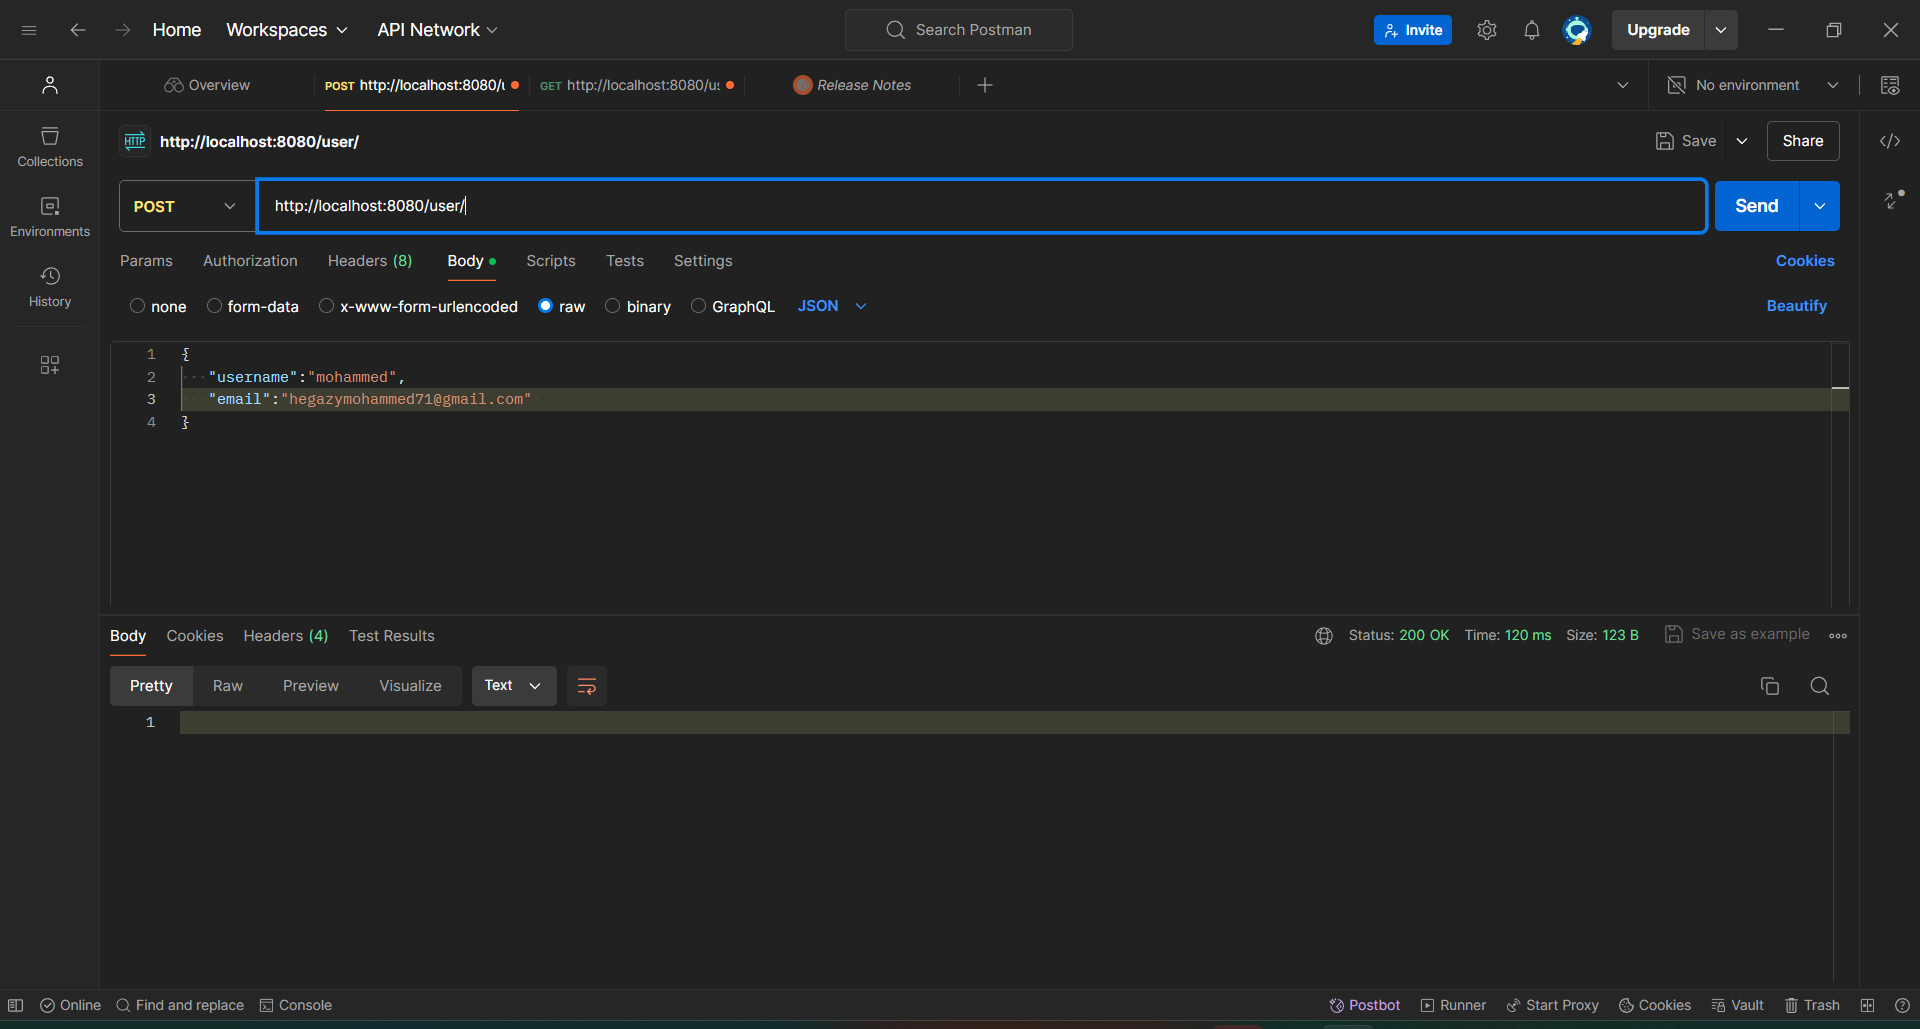 Home Workspaces API Network Search Postman Invite Upgrade
Overview POST http://localhost:8080/u GET http://localhost:8080/us Release Notes No environment
HTTP http://localhost:8080/user/ Save Share
Collections
POST http://localhost:8080/user/ Send
Environments
Params Authorization Headers (8) Body Scripts Tests Settings Cookies
History
none form-data x-www-form-urlencoded raw binary GraphQL JSON Beautify
1 {
2 "username":"mohammed",
3 "email":"hegazymohammed71@gmail.com"
4 }
Body Cookies Headers (4) Test Results Status: 200 OK Time: 120 ms Size: 123 B Save as example
Pretty Raw Preview Visualize Text
1
Online Find and replace Console Postbot Runner Start Proxy Cookies Vault Trash